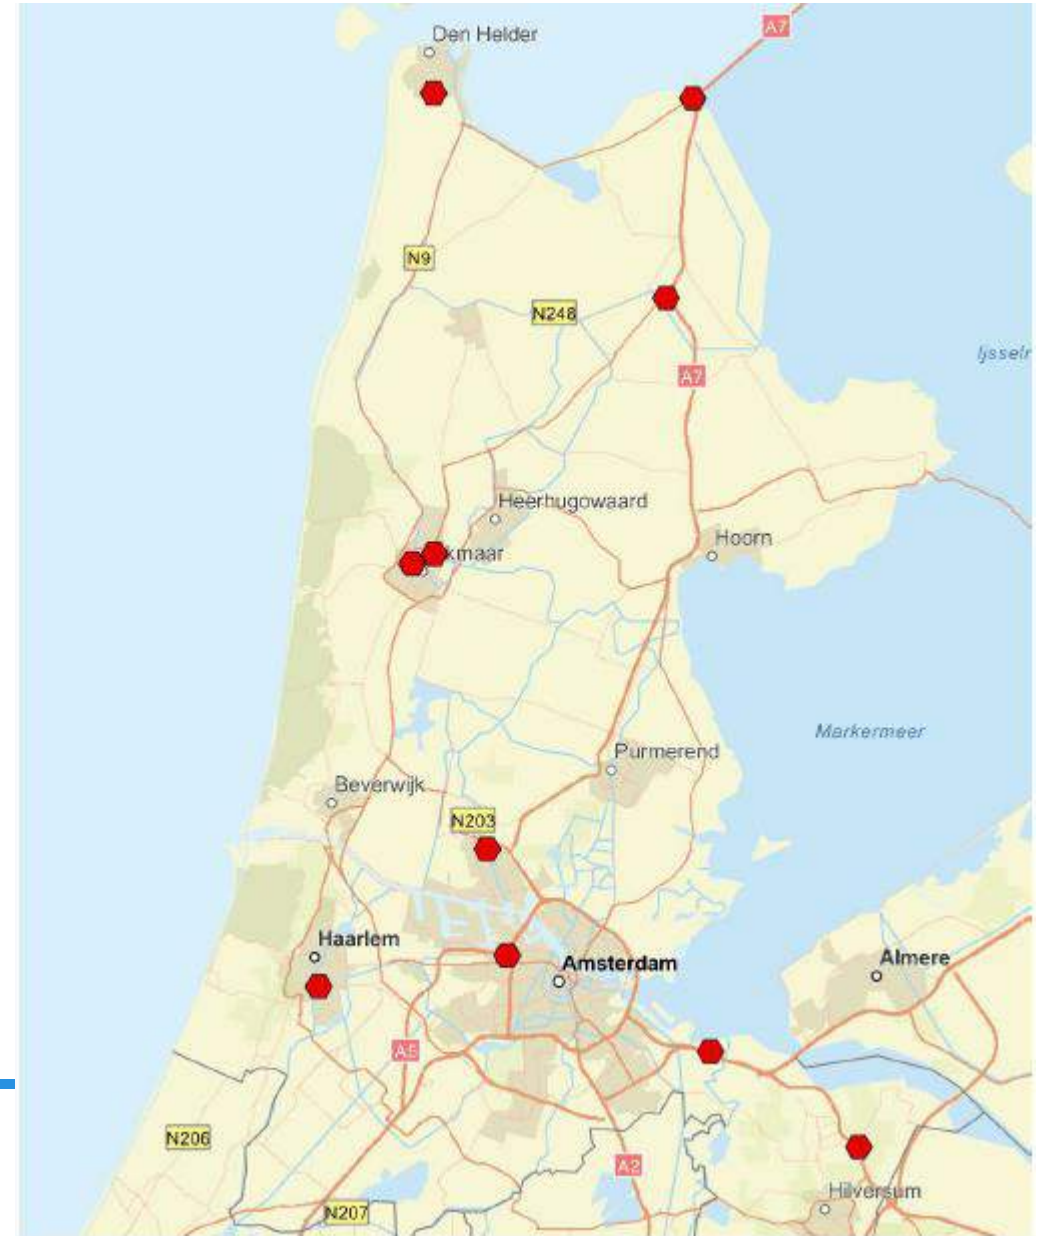 A7
Den Helder
N9
N248
Ijsselr
A7
Heerhugowaard
kmaar
Hoorn
Markermeer
Purmerend
Beverwijk
N203
Haarlem
Almere
Amsterdam
A5
N206
A2
Hilversum
N207